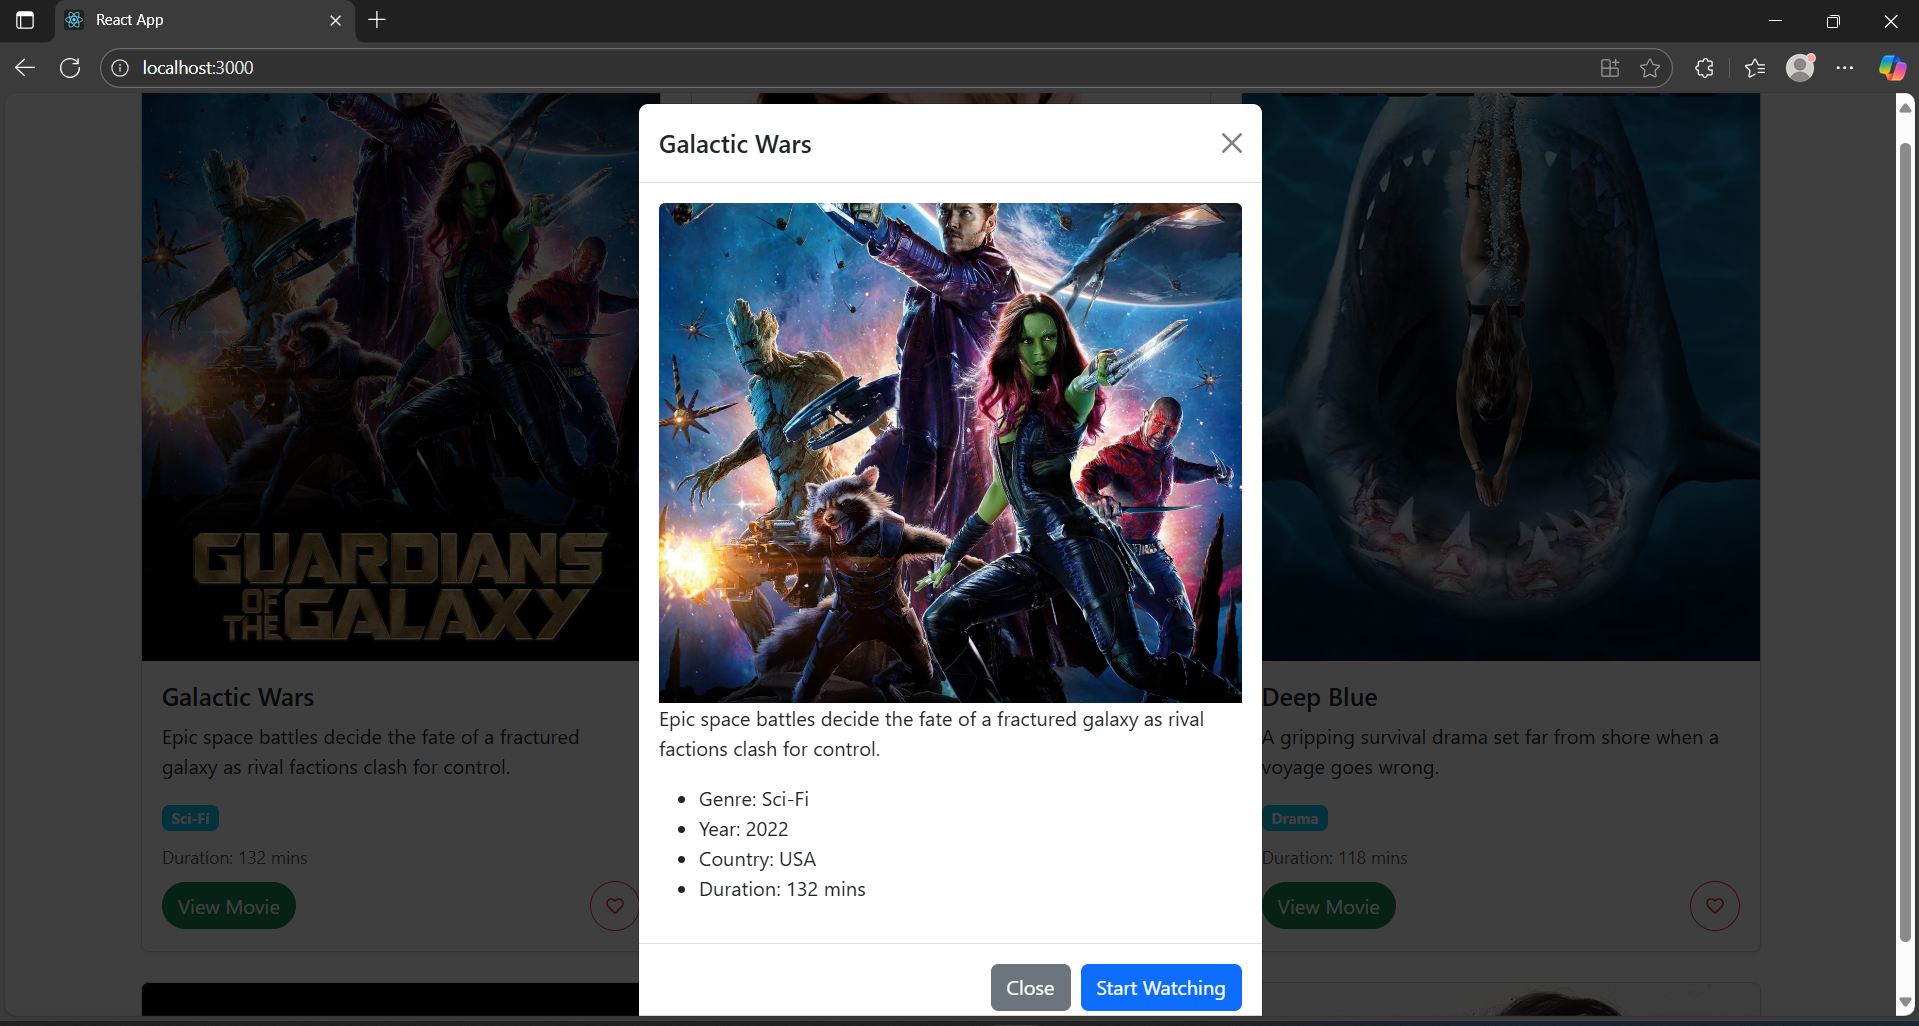 React App
localhost:3000
Galactic Wars
Epic space battles decide the fate of a fractured galaxy as rival
factions clash for control.
Genre: Sci-Fi
Year: 2022
Country: USA
Duration: 132 mins
Close
Start Watching
GUARDIANS
OF
THE GALAXY
Galactic Wars
Epic space battles decide the fate of a fractured
galaxy as rival factions clash for control.
Sci-Fi
Duration: 132 mins
View Movie
Deep Blue
A gripping survival drama set far from shore when a
voyage goes wrong.
Drama
Duration: 118 mins
View Movie